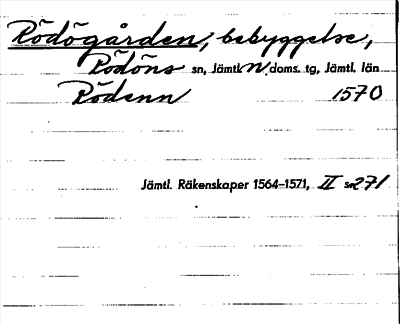 Rödögården, bebyggelse,
Rödöns sn, Jämtl. N doms. tg, Jämtl. län
Rödenn 1570
Jämtl. Räkenskaper 1564-1571, II s. 271